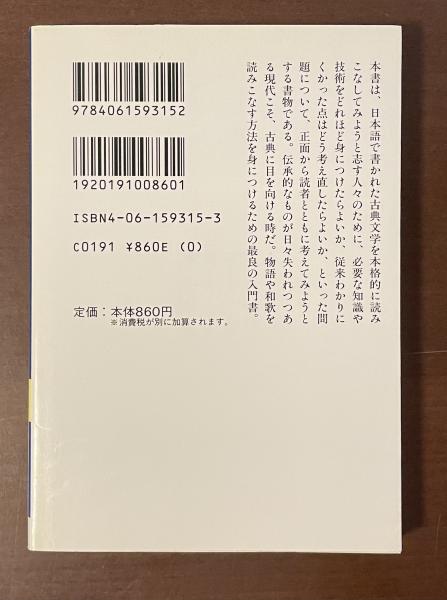 本書は、日本語で書かれた古典文学を本格的に読み
こなしてみようと志す人々のために、必要な知識や
技術をどれほど身につけたらよいか、従来わかりに
くかった点はどう考え直したらよいか、といった問
題について、正面から読者とともに考えてみようと
する書物である。伝承的なものが日々失われつつあ
る現代こそ、古典に目を向ける時だ。物語や和歌を
読みこなす方法を身につけるための最良の入門書。
9784061593152
1920191008601
ISBN4-06-159315-3
C0191 ¥860E (0)
定価：本体860円
※消費税が別に加算されます。